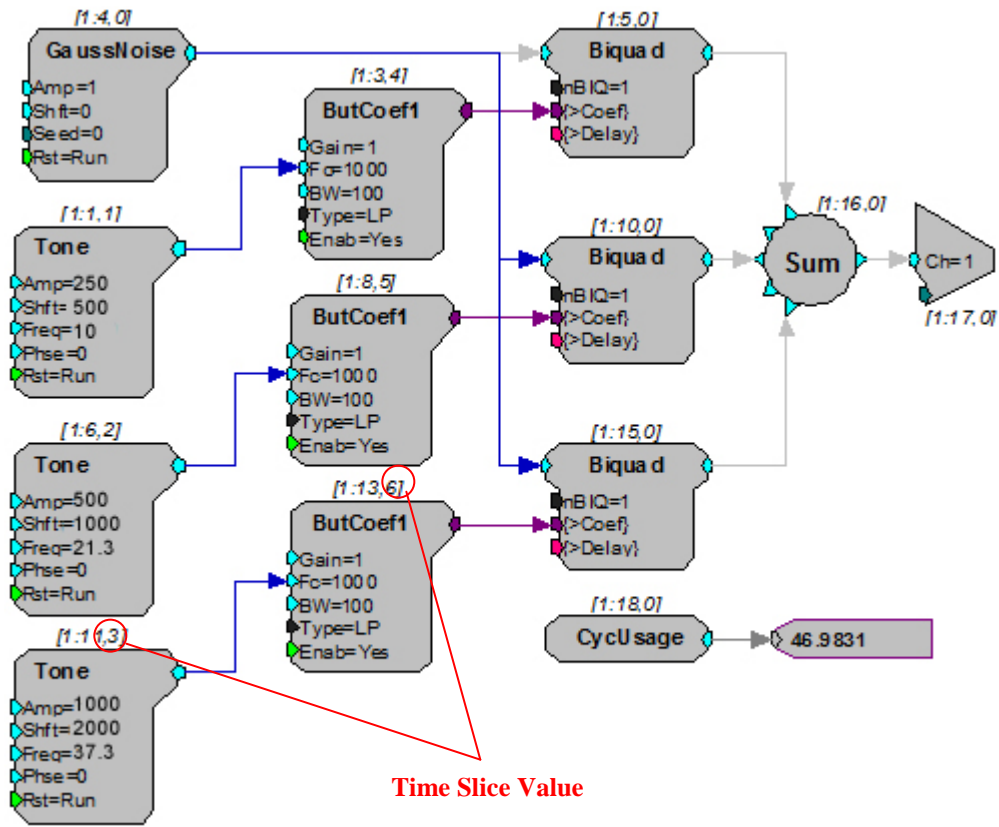 [1:4,0]
GaussNoise
Amp=1
Shft=0
Seed=0
Rst=Run
[1:3,4]
ButCoef1
Gain=1
Fc=1000
BW=100
Type=LP
Enab=Yes
[1:5,0]
Biquad
nBIQ=1
{>Coef}
{>Delay}
[1:1,1]
Tone
Amp=250
Shft= 500
Freq=10
Phse=0
Rst=Run
[1:8,5]
ButCoef1
Gain=1
Fc=1000
BW=100
Type=LP
Enab=Yes
[1:10,0]
Biquad
nBIQ=1
{>Coef}
{>Delay}
[1:16,0]
Sum
Ch=1
[1:17,0]
[1:6,2]
Tone
Amp=500
Shft=1000
Freq=21.3
Phse=0
Rst=Run
[1:13,6]
ButCoef1
Gain=1
Fc=1000
BW=100
Type=LP
Enab=Yes
[1:15,0]
Biquad
nBIQ=1
{>Coef}
{>Delay}
[1:11,3]
Tone
Amp=1000
Shft=2000
Freq=37.3
Phse=0
Rst=Run
[1:18,0]
CycUsage
46.9831
Time Slice Value